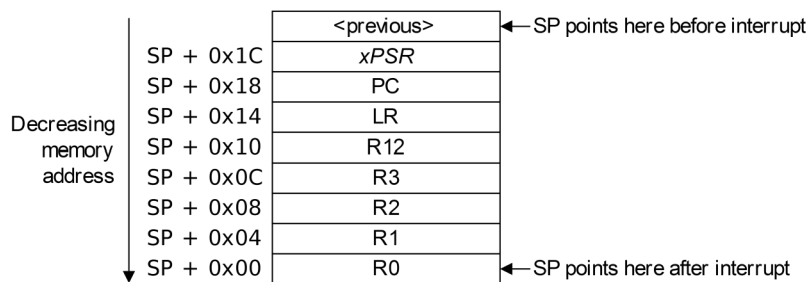 <previous> SP points here before interrupt
SP + 0x1C xPSR
SP + 0x18 PC
SP + 0x14 LR
Decreasing
memory
address
SP + 0x10 R12
SP + 0x0C R3
SP + 0x08 R2
SP + 0x04 R1
SP + 0x00 R0 SP points here after interrupt